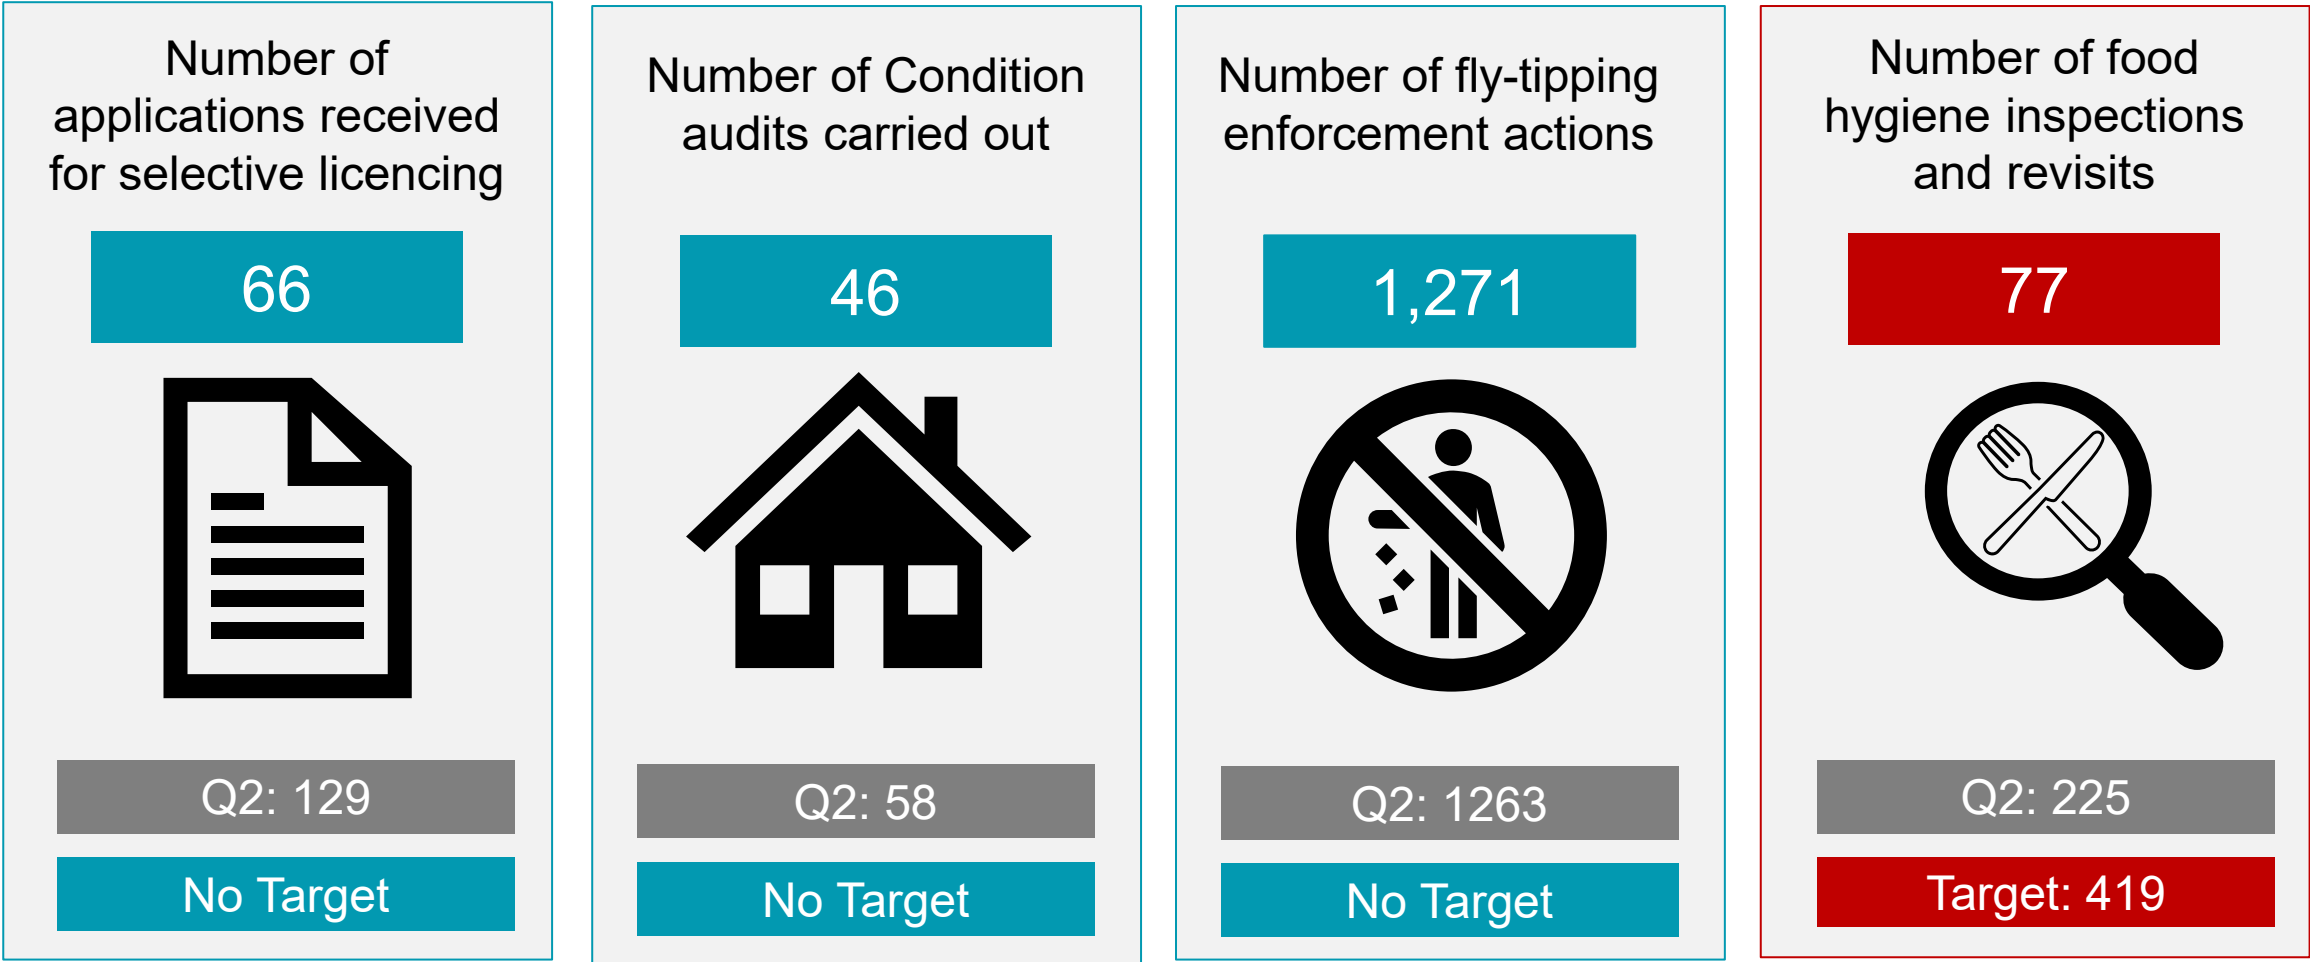 Number of
applications received
for selective licencing
66
Q2: 129
No Target
Number of Condition
audits carried out
46
Q2: 58
No Target
Number of fly-tipping
enforcement actions
1,271
Q2: 1263
No Target
Number of food
hygiene inspections
and revisits
77
Q2: 225
Target: 419